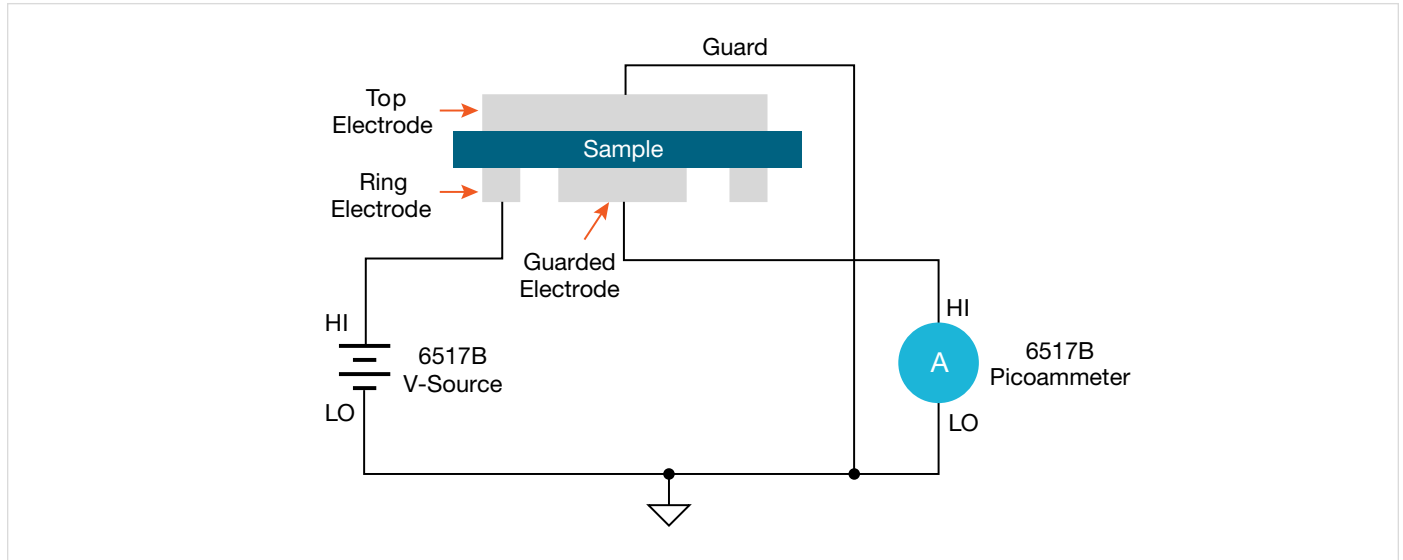 Guard
Top
Electrode
Sample
Ring
Electrode
Guarded
Electrode
HI
6517B
V-Source
LO
HI
A
6517B
Picoammeter
LO